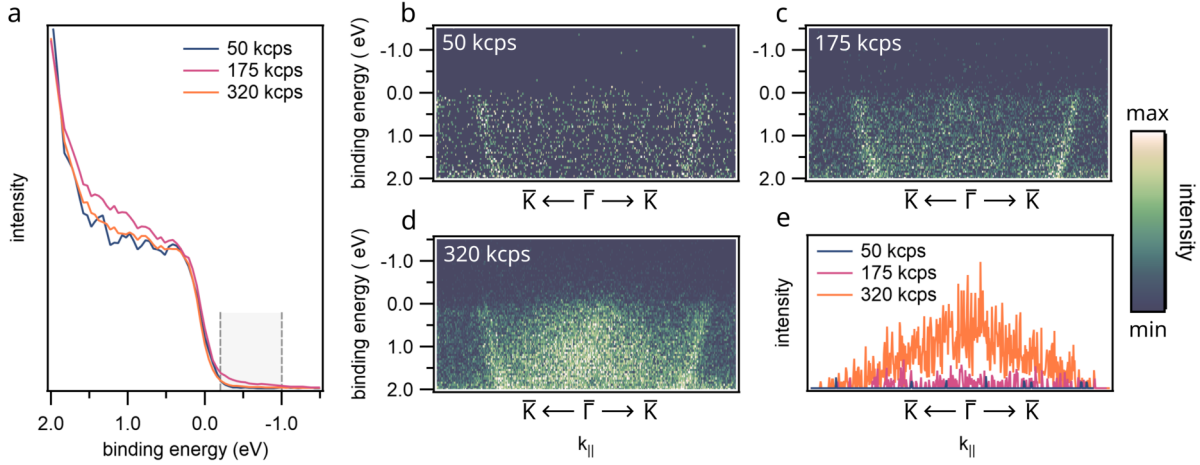 a
50 kcps
175 kcps
320 kcps
intensity
2.0
1.0
0.0
-1.0
binding energy (eV)
b
50 kcps
binding energy ( eV)
-1.0
0.0
1.0
2.0
K̅ ← Γ̅ → K̅
c
175 kcps
-1.0
0.0
1.0
2.0
K̅ ← Γ̅ → K̅
max
intensity
min
d
320 kcps
binding energy ( eV)
-1.0
0.0
1.0
2.0
K̅ ← Γ̅ → K̅
k||
e
50 kcps
175 kcps
320 kcps
intensity
K̅ ← Γ̅ → K̅
k||